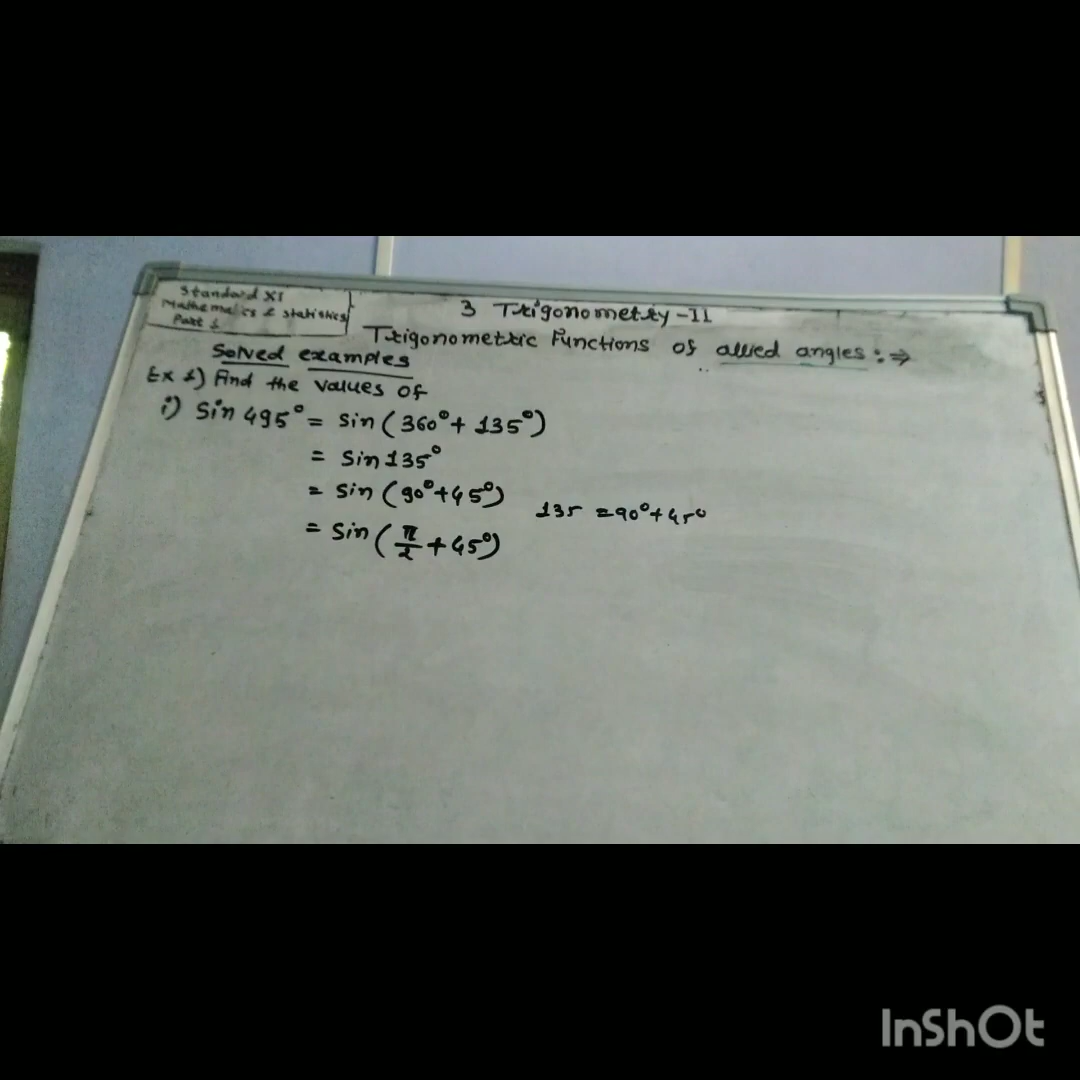 Standard XI
Mathematics & statistics
Part 1
3 Trigonometry-II
Trigonometric Functions of allied angles :⇒
Solved examples
Ex 1) Find the values of
i) Sin 495° = Sin (360° + 135°)
= Sin 135°
= Sin (90° + 45°)
135 = 90° + 45°
= Sin (π/2 + 45°)
InShOt